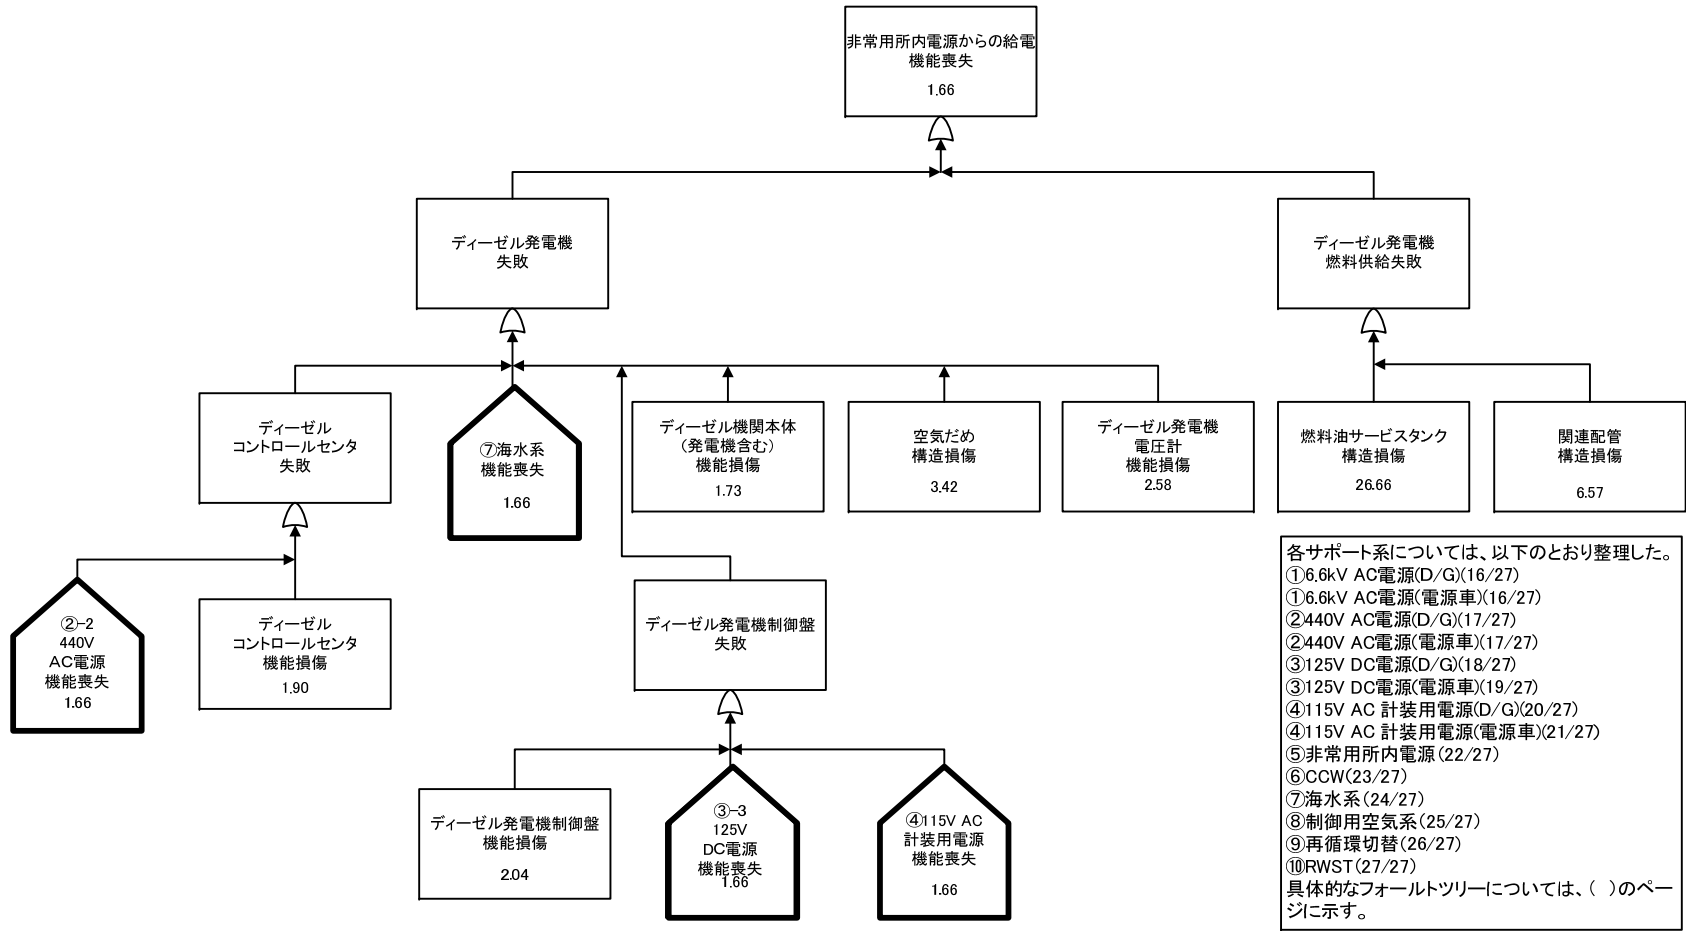 非常用所内電源からの給電
機能喪失
1.66
ディーゼル発電機
失敗
ディーゼル発電機
燃料供給失敗
ディーゼル
コントロールセンタ
失敗
⑦海水系
機能喪失
1.66
ディーゼル機関本体
(発電機含む)
機能損傷
1.73
空気だめ
構造損傷
3.42
ディーゼル発電機
電圧計
機能損傷
2.58
燃料油サービスタンク
構造損傷
26.66
関連配管
構造損傷
6.57
②-2
440V
AC電源
機能喪失
1.66
ディーゼル
コントロールセンタ
機能損傷
1.90
ディーゼル発電機制御盤
失敗
ディーゼル発電機制御盤
機能損傷
2.04
③-3
125V
DC電源
機能喪失
1.66
④115V AC
計装用電源
機能喪失
1.66
各サポート系については、以下のとおり整理した。
①6.6kV AC電源(D/G)(16/27)
①6.6kV AC電源(電源車)(16/27)
②440V AC電源(D/G)(17/27)
②440V AC電源(電源車)(17/27)
③125V DC電源(D/G)(18/27)
③125V DC電源(電源車)(19/27)
④115V AC 計装用電源(D/G)(20/27)
④115V AC 計装用電源(電源車)(21/27)
⑤非常用所内電源(22/27)
⑥CCW(23/27)
⑦海水系(24/27)
⑧制御用空気系(25/27)
⑨再循環切替(26/27)
⑩RWST(27/27)
具体的なフォールトツリーについては、( )のペー
ジに示す。